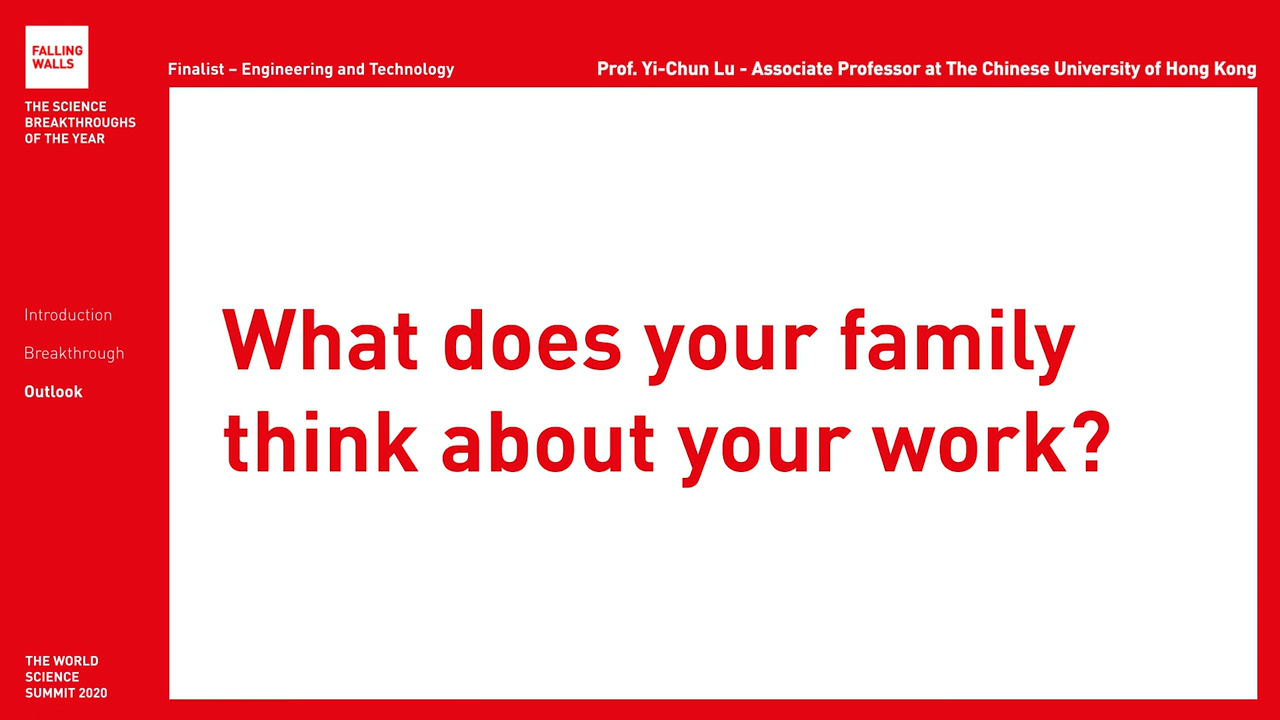 FALLING
WALLS
THE SCIENCE
BREAKTHROUGHS
OF THE YEAR
Finalist – Engineering and Technology
Prof. Yi-Chun Lu - Associate Professor at The Chinese University of Hong Kong
Introduction
Breakthrough
Outlook
What does your family
think about your work?
THE WORLD
SCIENCE
SUMMIT 2020